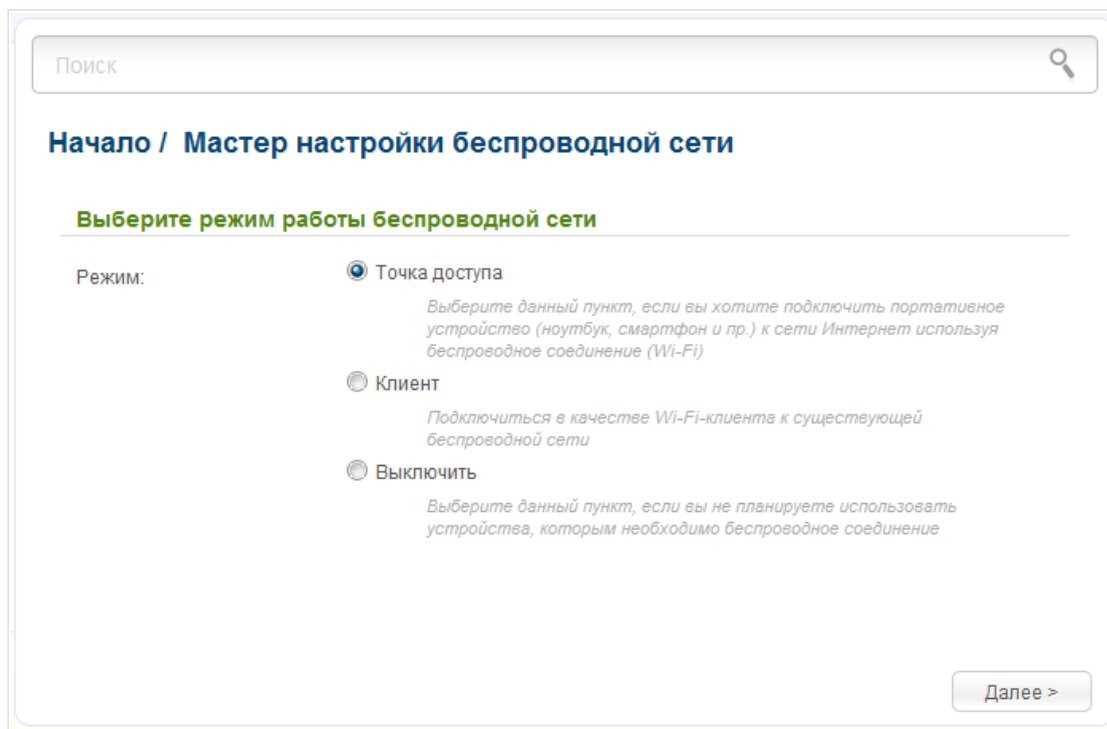 Поиск
Начало / Мастер настройки беспроводной сети
Выберите режим работы беспроводной сети
Режим:
Точка доступа
Выберите данный пункт, если вы хотите подключить портативное
устройство (ноутбук, смартфон и пр.) к сети Интернет используя
беспроводное соединение (Wi-Fi)
Клиент
Подключиться в качестве Wi-Fi-клиента к существующей
беспроводной сети
Выключить
Выберите данный пункт, если вы не планируете использовать
устройства, которым необходимо беспроводное соединение
Далее >